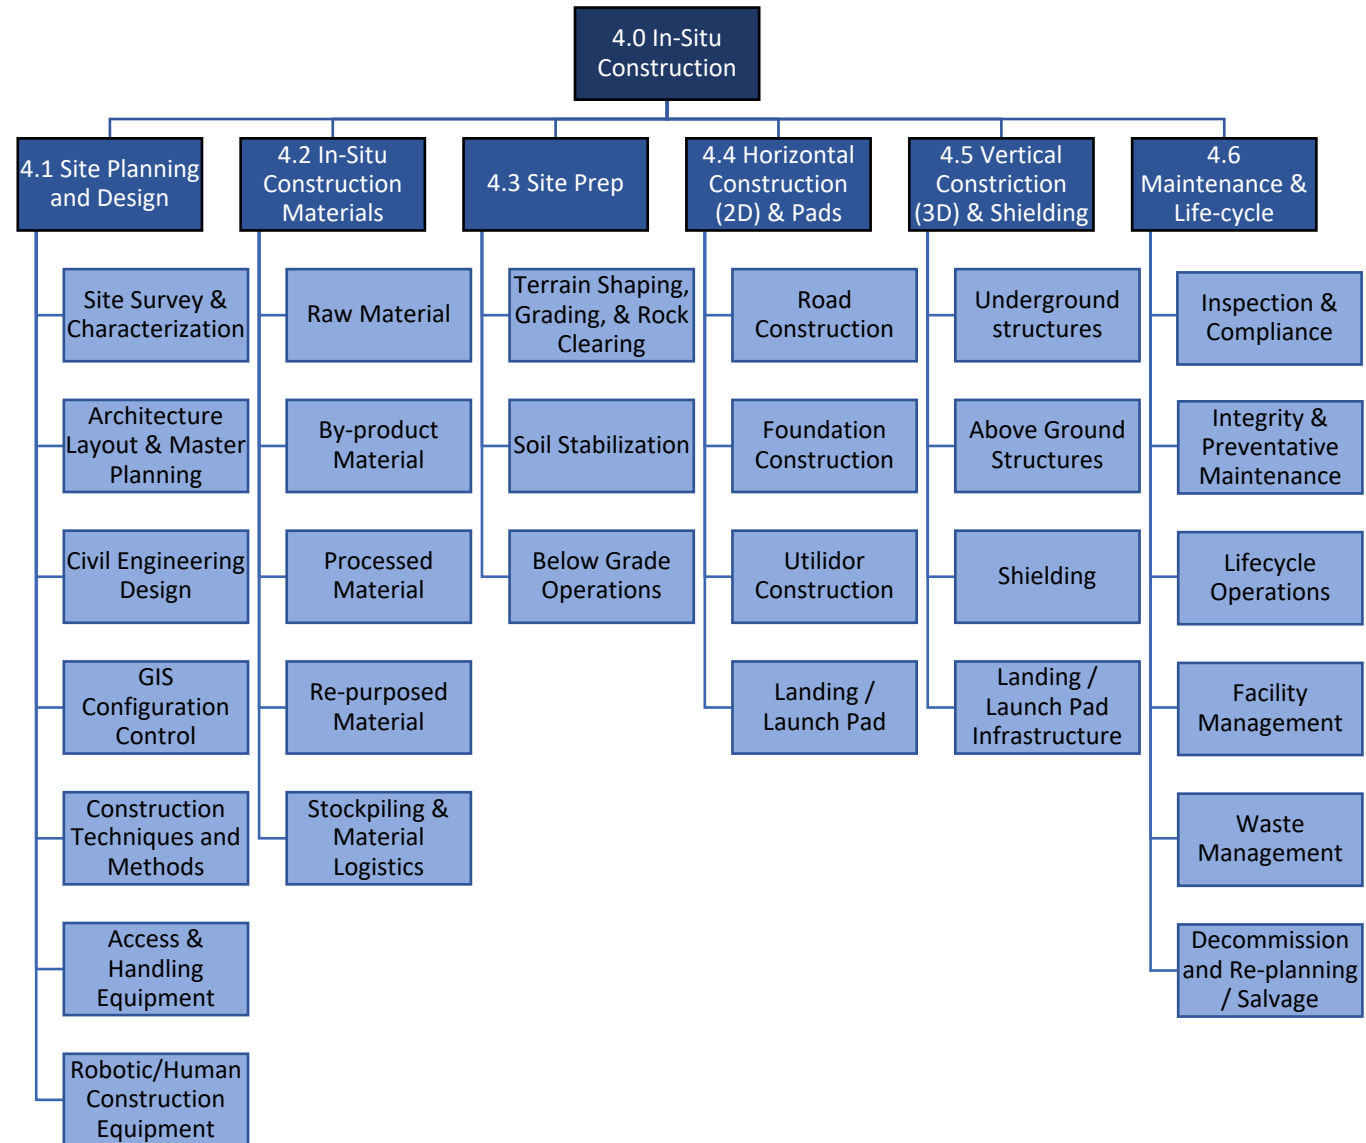 4.0 In-Situ
Construction
4.1 Site Planning
and Design
Site Survey &
Characterization
Architecture
Layout & Master
Planning
Civil Engineering
Design
GIS
Configuration
Control
Construction
Techniques and
Methods
Access &
Handling
Equipment
Robotic/Human
Construction
Equipment
4.2 In-Situ
Construction
Materials
Raw Material
By-product
Material
Processed
Material
Re-purposed
Material
Stockpiling &
Material
Logistics
4.3 Site Prep
Terrain Shaping,
Grading, & Rock
Clearing
Soil Stabilization
Below Grade
Operations
4.4 Horizontal
Construction
(2D) & Pads
Road
Construction
Foundation
Construction
Utilidor
Construction
Landing /
Launch Pad
4.5 Vertical
Constriction
(3D) & Shielding
Underground
structures
Above Ground
Structures
Shielding
Landing /
Launch Pad
Infrastructure
4.6
Maintenance &
Life-cycle
Inspection &
Compliance
Integrity &
Preventative
Maintenance
Lifecycle
Operations
Facility
Management
Waste
Management
Decommission
and Re-planning
/ Salvage